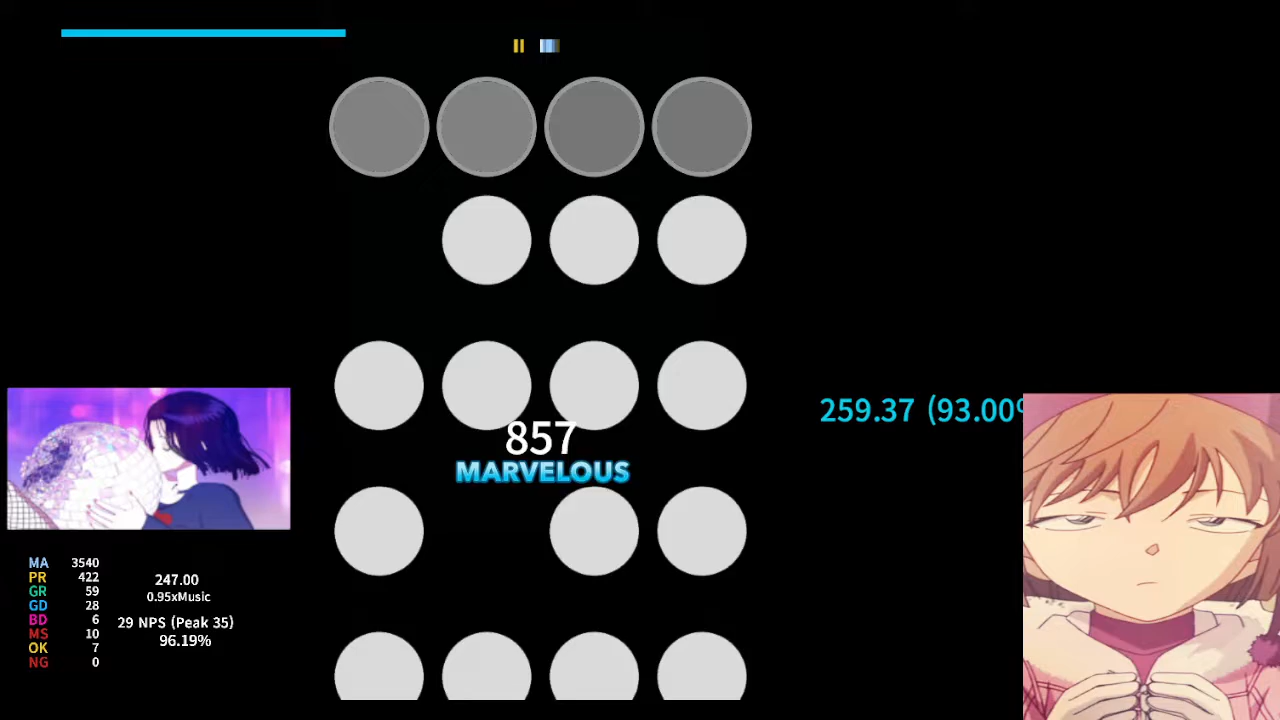 857
MARVELOUS
259.37 (93.00%
MA 3540
PR 422
GR 59
GD 28
BD 6
MS 10
OK 7
NG 0
247.00
0.95xMusic
29 NPS (Peak 35)
96.19%